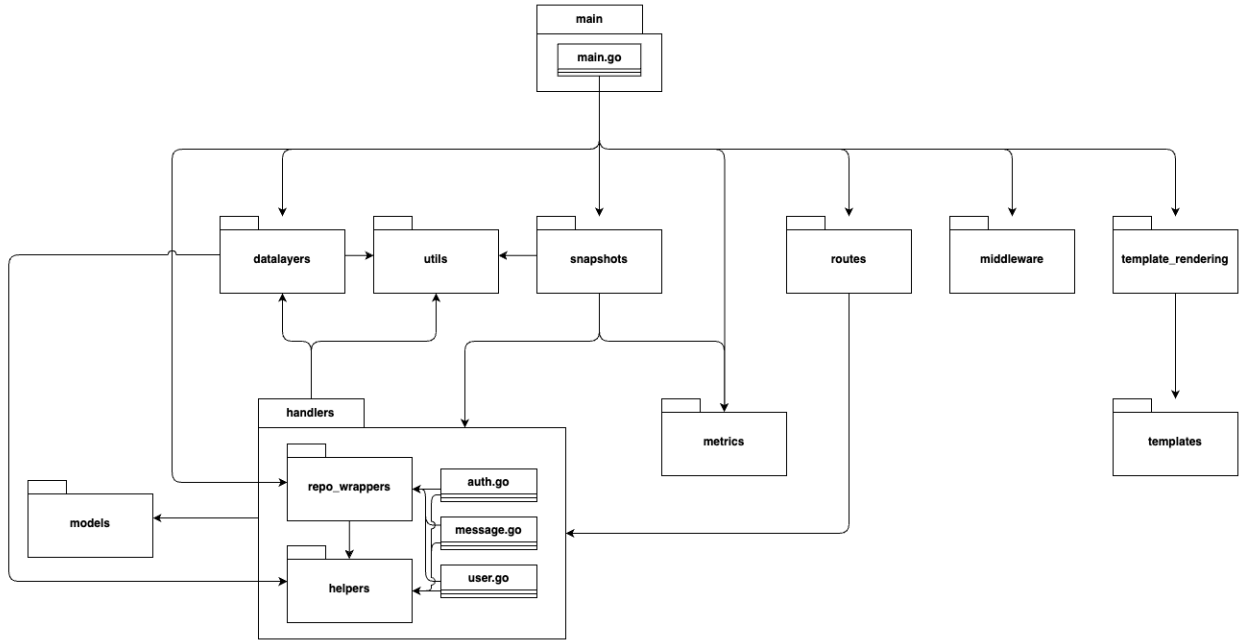 main
main.go
datalayers
utils
snapshots
routes
middleware
template_rendering
handlers
metrics
templates
repo_wrappers
auth.go
models
message.go
helpers
user.go